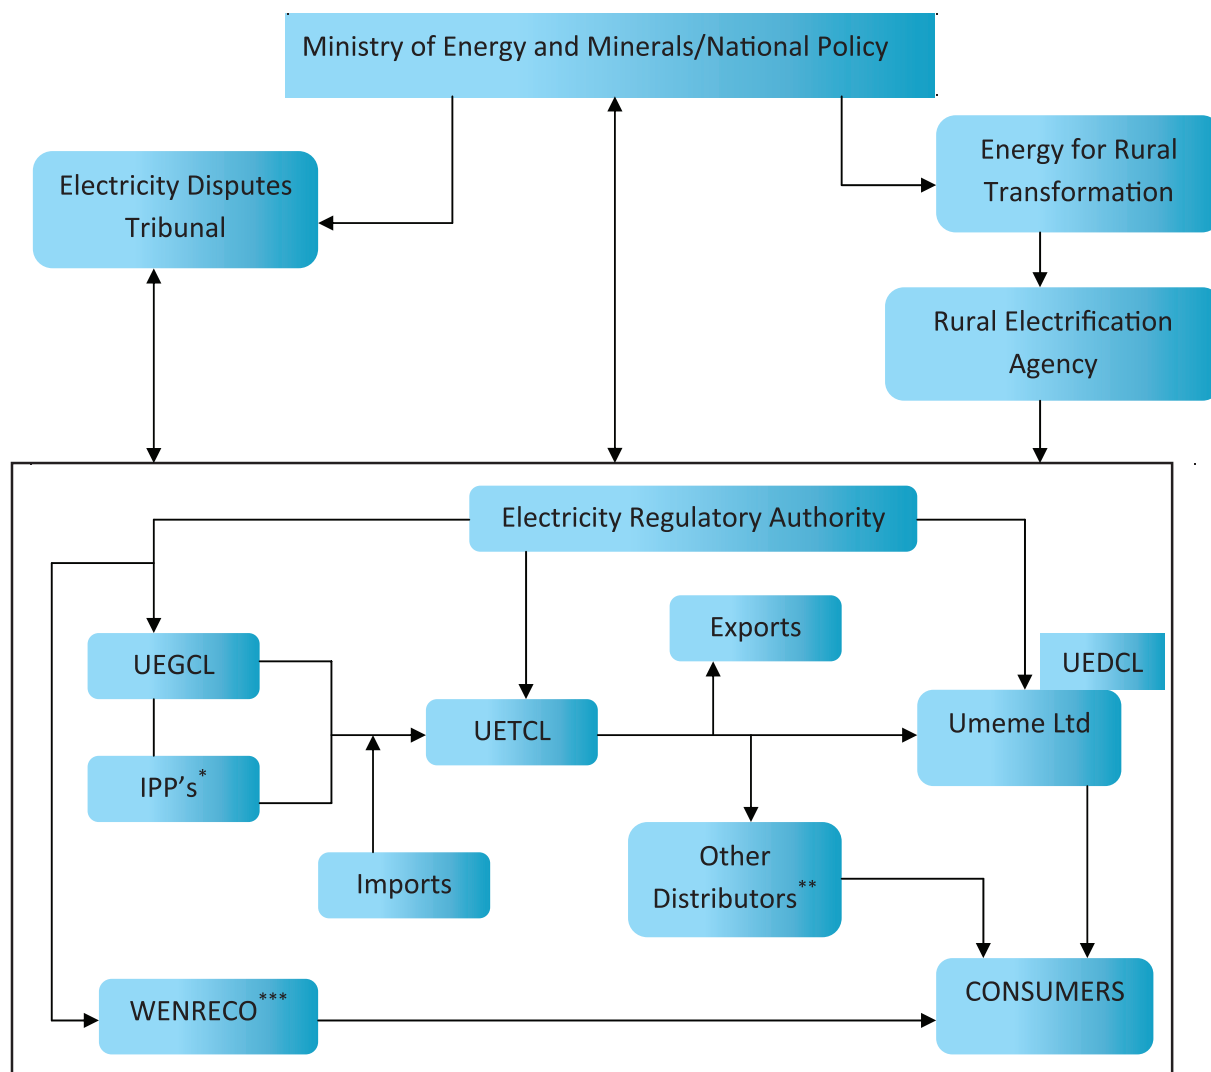 Ministry of Energy and Minerals/National Policy
Energy for Rural
Transformation
Electricity Disputes
Tribunal
Rural Electrification
Agency
Electricity Regulatory Authority
Exports
UEGCL
UEDCL
UETCL
Umeme Ltd
IPP's*
Other
Distributors**
Imports
WENRECO***
CONSUMERS